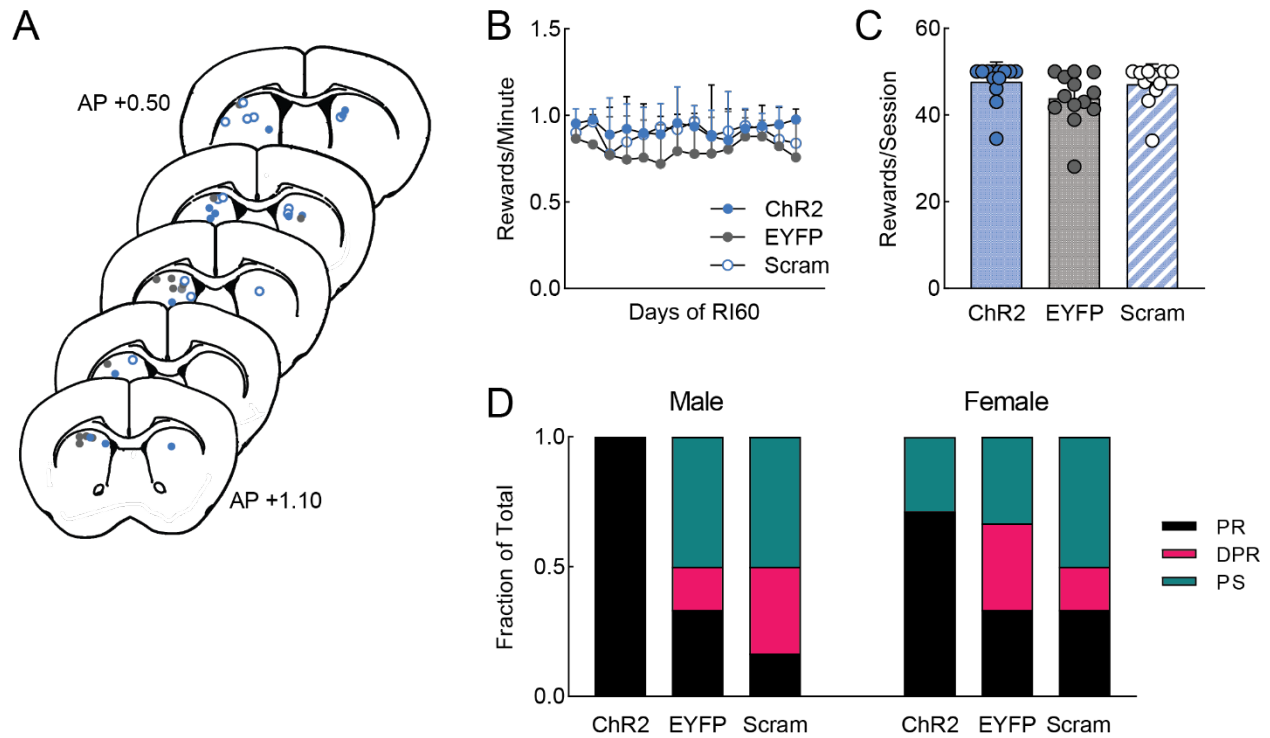 A
AP +0.50
AP +1.10
B
Rewards/Minute
1.5
1.0
0.5
0.0
ChR2
EYFP
Scram
Days of RI60
C
Rewards/Session
60
40
20
0
ChR2 EYFP Scram
D
Male Female
Fraction of Total
1.0
0.5
0.0
ChR2 EYFP Scram ChR2 EYFP Scram
PR
DPR
PS